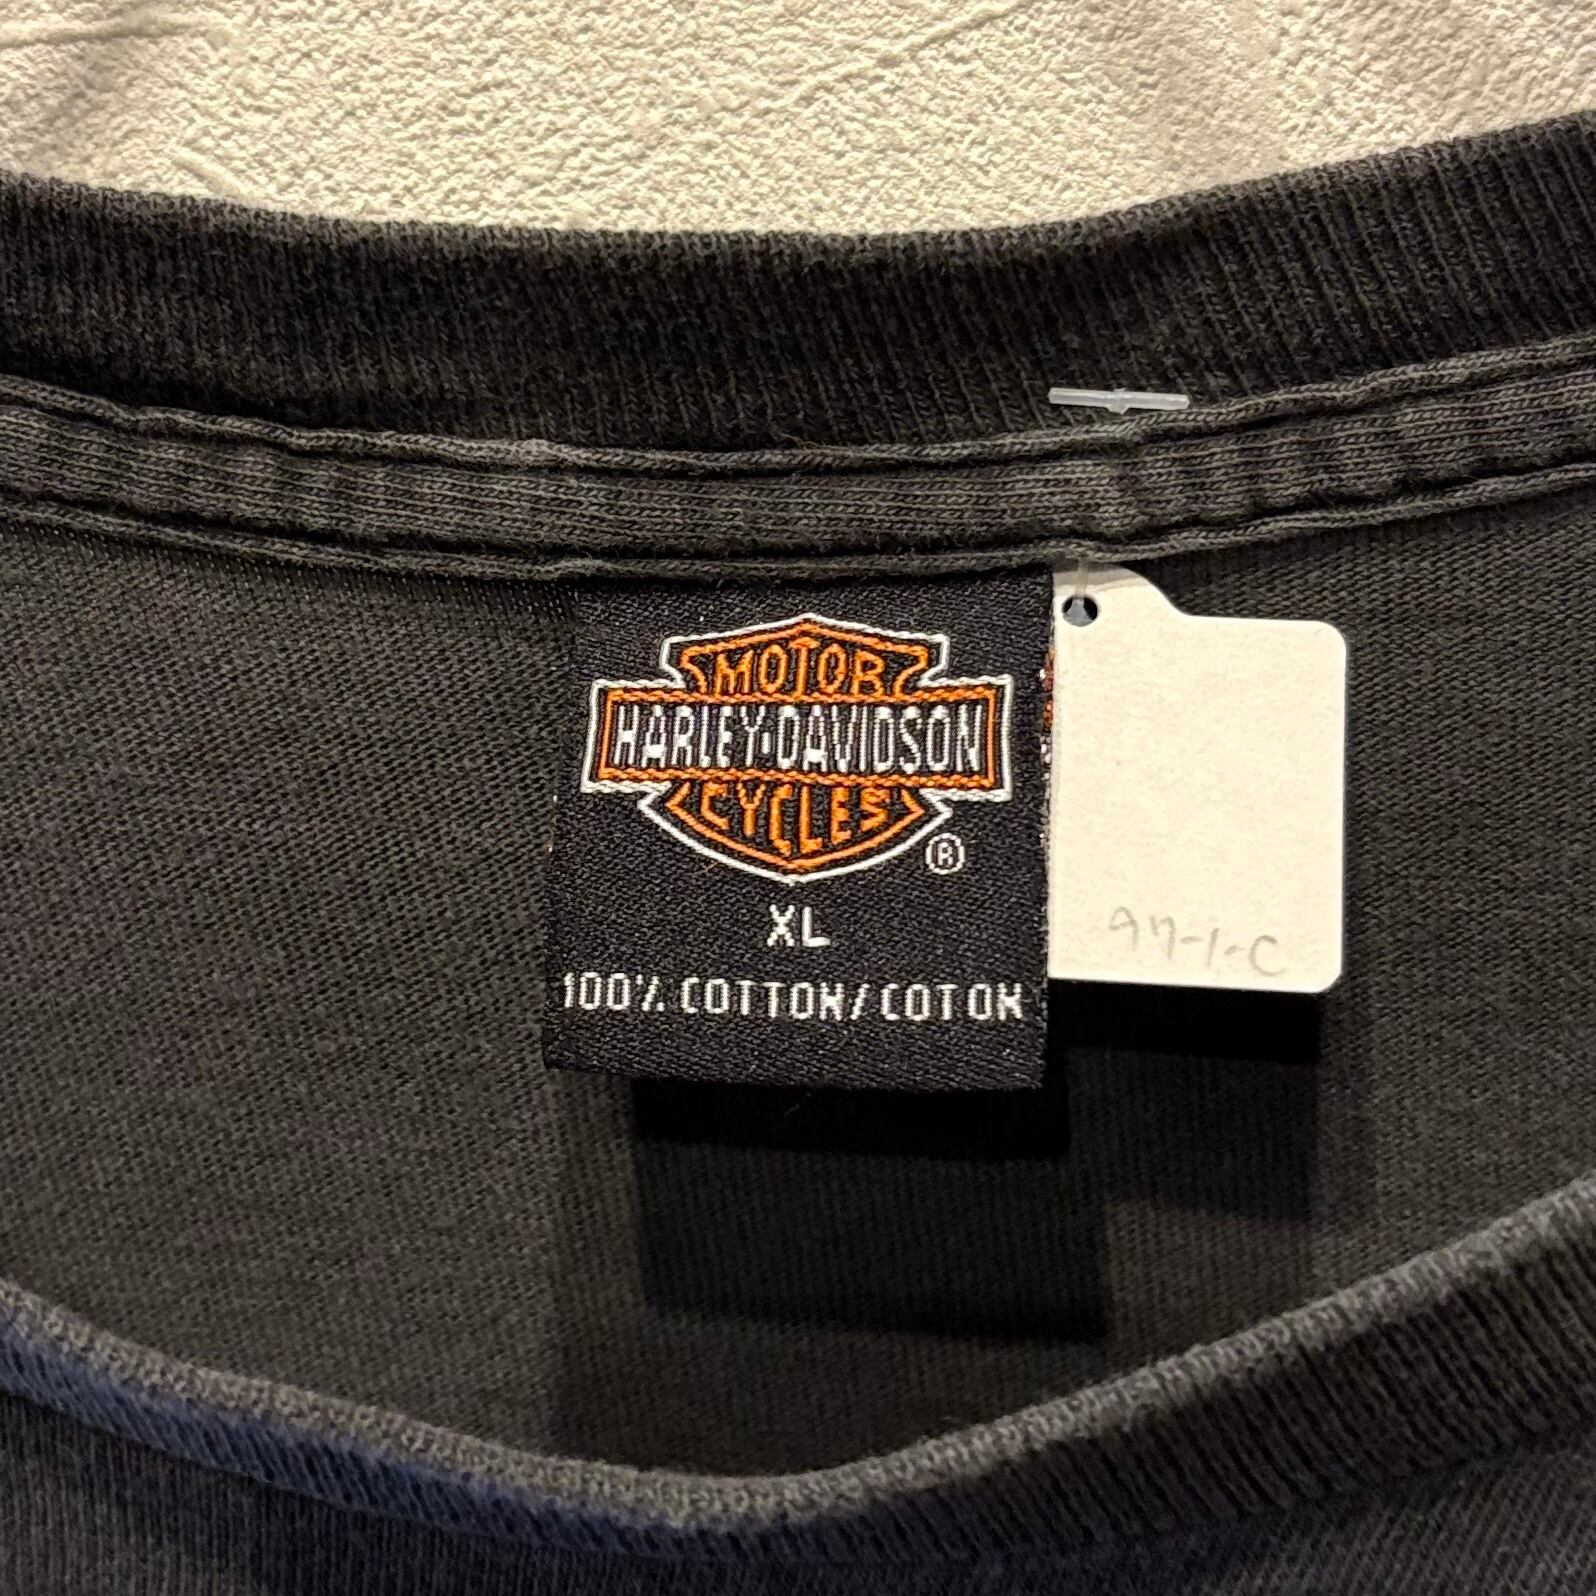 MOTOR
HARLEY-DAVIDSON
CYCLES
®
XL
100% COTTON/COTON
97-1-C